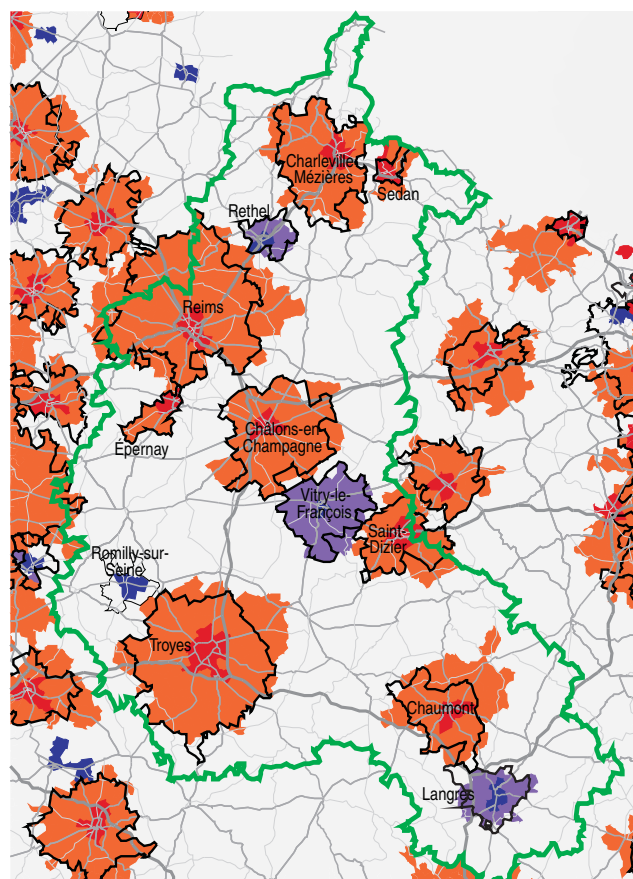 Charleville-
Mézières
Sedan
Rethel
Reims
Épernay
Châlons-en-
Champagne
Vitry-le-
François
Saint-
Dizier
Romilly-sur-
Seine
Troyes
Chaumont
Langres